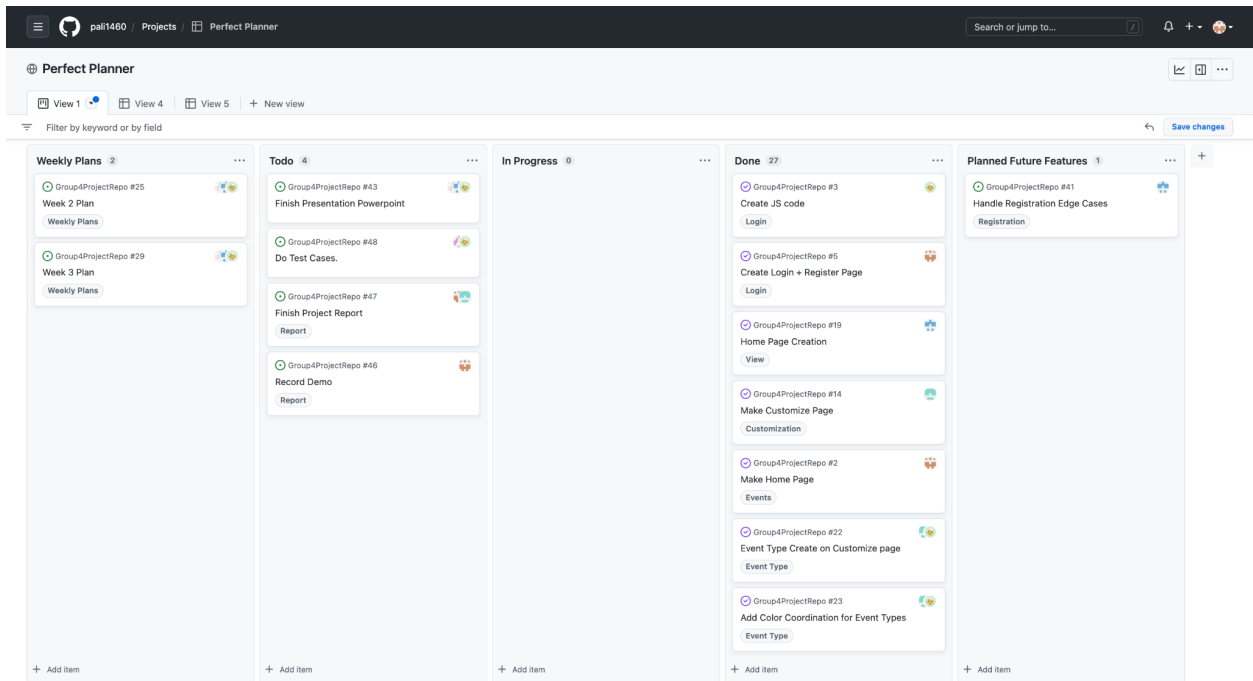 pali1460 / Projects / Perfect Planner
Search or jump to... /
Perfect Planner
View 1
View 4
View 5
New view
Filter by keyword or by field
Save changes
Weekly Plans 2
Group4ProjectRepo #25
Week 2 Plan
Weekly Plans
Group4ProjectRepo #29
Week 3 Plan
Weekly Plans
Add item
Todo 4
Group4ProjectRepo #43
Finish Presentation Powerpoint
Group4ProjectRepo #48
Do Test Cases.
Group4ProjectRepo #47
Finish Project Report
Report
Group4ProjectRepo #46
Record Demo
Report
Add item
In Progress 0
Add item
Done 27
Group4ProjectRepo #3
Create JS code
Login
Group4ProjectRepo #5
Create Login + Register Page
Login
Group4ProjectRepo #19
Home Page Creation
View
Group4ProjectRepo #14
Make Customize Page
Customization
Group4ProjectRepo #2
Make Home Page
Events
Group4ProjectRepo #22
Event Type Create on Customize page
Event Type
Group4ProjectRepo #23
Add Color Coordination for Event Types
Event Type
Add item
Planned Future Features 1
Group4ProjectRepo #41
Handle Registration Edge Cases
Registration
Add item